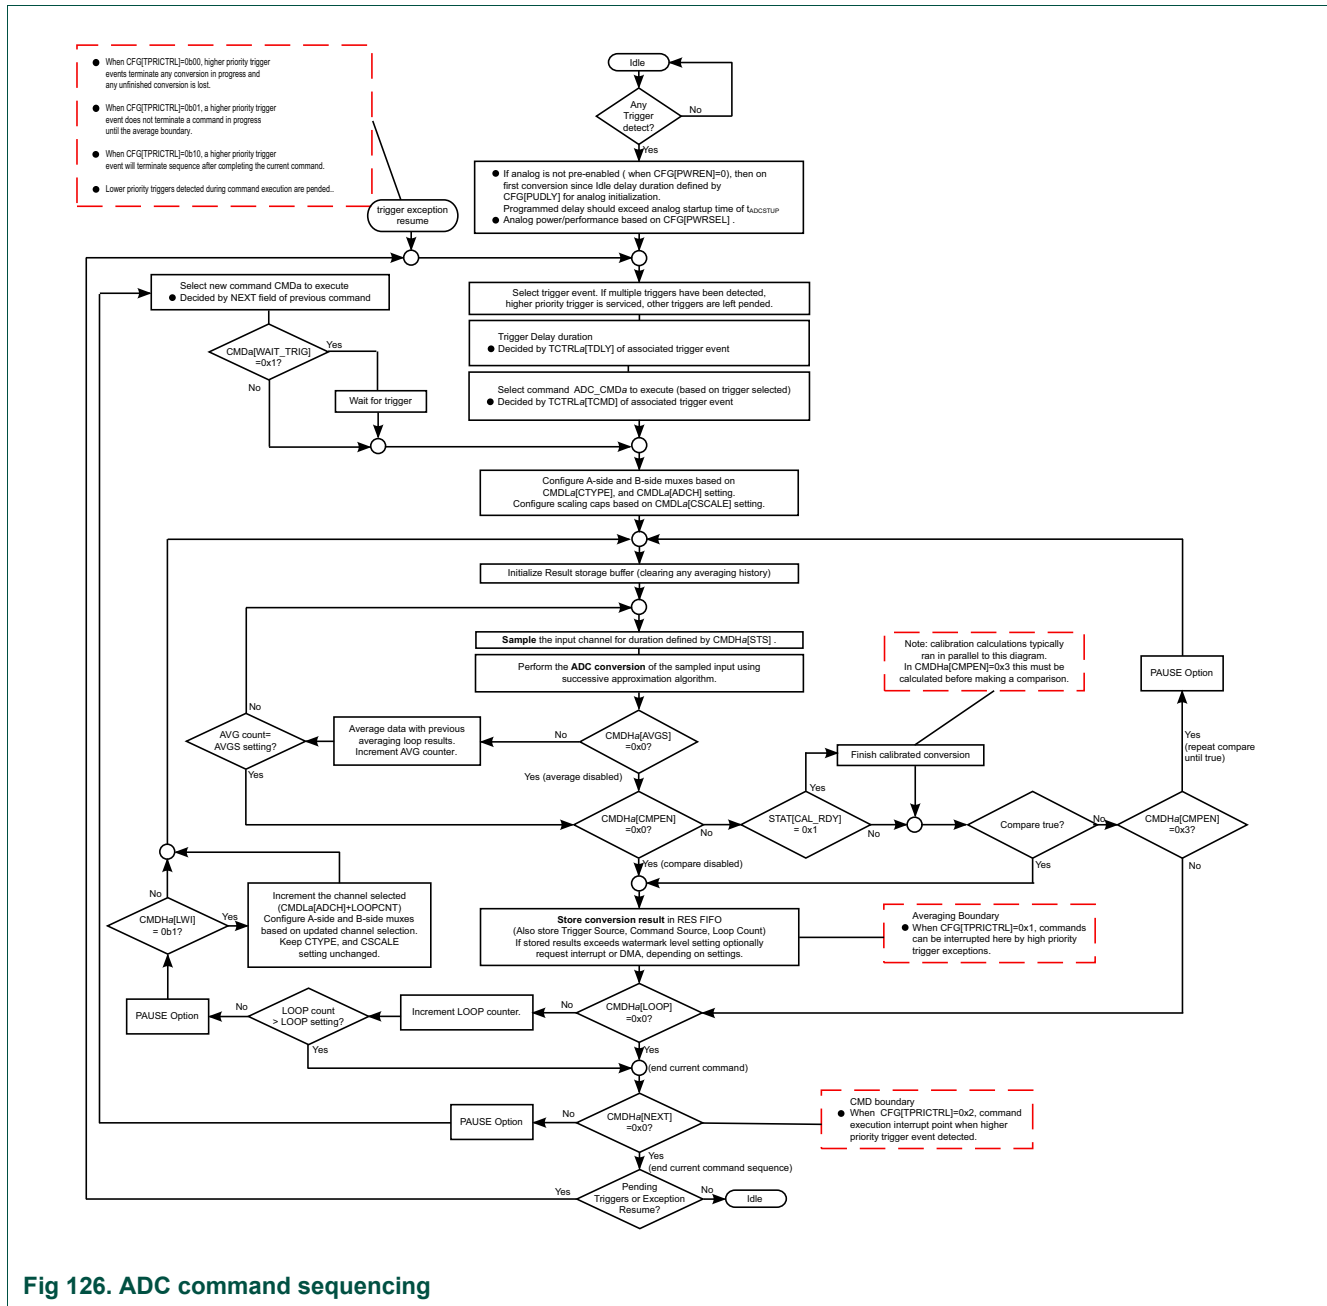 ● When CFG[TPRICTRL]=0b00, higher priority trigger
events terminate any conversion in progress and
any unfinished conversion is lost.
● When CFG[TPRICTRL]=0b01, a higher priority trigger
event does not terminate a command in progress
until the average boundary.
● When CFG[TPRICTRL]=0b10, a higher priority trigger
event will terminate sequence after completing the current command.
● Lower priority triggers detected during command execution are pended..
trigger exception
resume
Idle
Any
Trigger
detect?
No
Yes
● If analog is not pre-enabled ( when CFG[PWREN]=0), then on
first conversion since Idle delay duration defined by
CFG[PUDLY] for analog initialization.
Programmed delay should exceed analog startup time of tADCSTUP
● Analog power/performance based on CFG[PWRSEL] .
Select new command CMDa to execute
● Decided by NEXT field of previous command
CMDa[WAIT_TRIG]
=0x1?
Yes
No
Wait for trigger
Select trigger event. If multiple triggers have been detected,
higher priority trigger is serviced, other triggers are left pended.
Trigger Delay duration
● Decided by TCTRLa[TDLY] of associated trigger event
Select command ADC_CMDa to execute (based on trigger selected)
● Decided by TCTRLa[TCMD] of associated trigger event
Configure A-side and B-side muxes based on
CMDLa[CTYPE], and CMDLa[ADCH] setting.
Configure scaling caps based on CMDLa[CSCALE] setting.
Initialize Result storage buffer (clearing any averaging history)
Sample the input channel for duration defined by CMDHa[STS] .
Perform the ADC conversion of the sampled input using
successive approximation algorithm.
Note: calibration calculations typically
ran in parallel to this diagram.
In CMDHa[CMPEN]=0x3 this must be
calculated before making a comparison.
PAUSE Option
No
AVG count=
AVGS setting?
Yes
Average data with previous
averaging loop results.
Increment AVG counter.
No
CMDHa[AVGS]
=0x0?
Yes (average disabled)
Finish calibrated conversion
Yes
(repeat compare
until true)
CMDHa[CMPEN]
=0x0?
No
Yes (compare disabled)
Yes
STAT[CAL_RDY]
= 0x1
No
Compare true?
No
Yes
CMDHa[CMPEN]
=0x3?
No
No
CMDHa[LWI]
= 0b1?
Yes
Increment the channel selected
(CMDLa[ADCH]+LOOPCNT)
Configure A-side and B-side muxes
based on updated channel selection.
Keep CTYPE, and CSCALE
setting unchanged.
Store conversion result in RES FIFO
(Also store Trigger Source, Command Source, Loop Count)
If stored results exceeds watermark level setting optionally
request interrupt or DMA, depending on settings.
Averaging Boundary
● When CFG[TPRICTRL]=0x1, commands
can be interrupted here by high priority
trigger exceptions.
PAUSE Option
No
LOOP count
> LOOP setting?
Yes
Increment LOOP counter.
No
CMDHa[LOOP]
=0x0?
Yes
(end current command)
PAUSE Option
No
CMDHa[NEXT]
=0x0?
Yes
(end current command sequence)
CMD boundary
● When CFG[TPRICTRL]=0x2, command
execution interrupt point when higher
priority trigger event detected.
Yes
Pending
Triggers or Exception
Resume?
No
Idle
Fig 126. ADC command sequencing